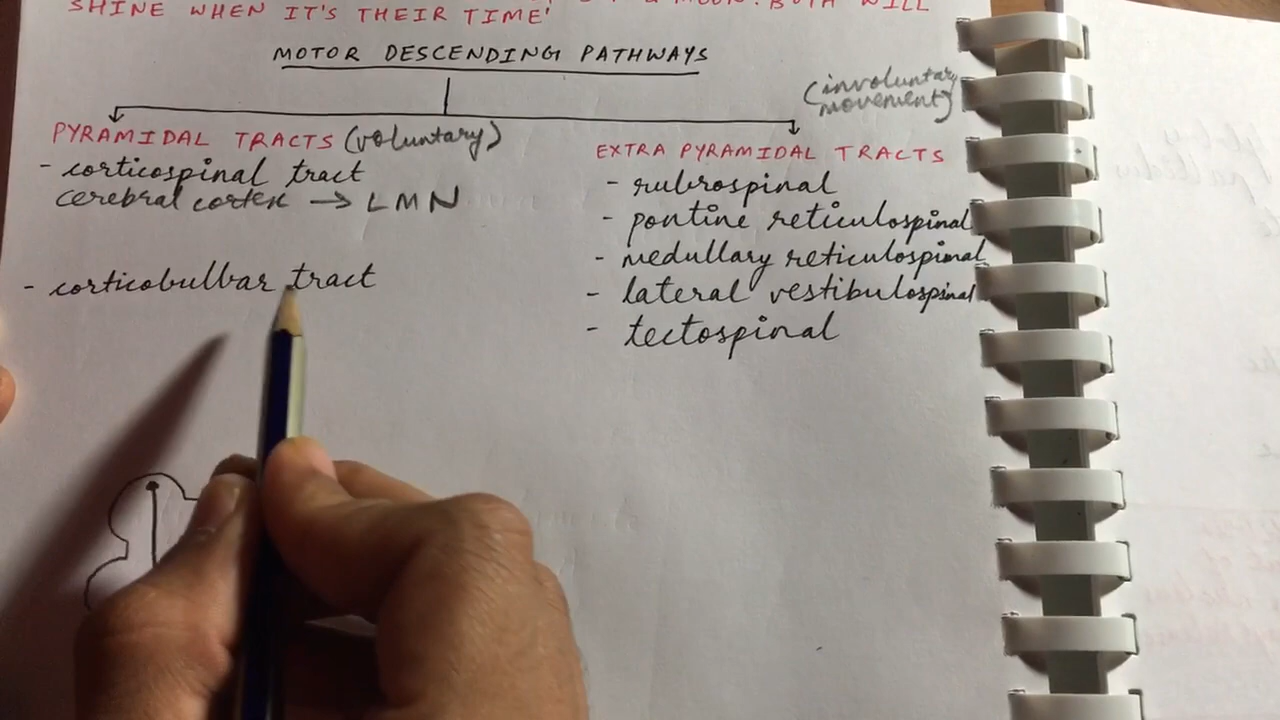 SHINE WHEN IT'S THEIR TIME'
MOTOR DESCENDING PATHWAYS
(involuntary
movement)
PYRAMIDAL TRACTS (voluntary)
- corticospinal tract
cerebral cortex → LMN
- corticobulbar tract
EXTRA PYRAMIDAL TRACTS
- rubrospinal
- pontine reticulospinal
- medullary reticulospinal
- lateral vestibulospinal
- tectospinal